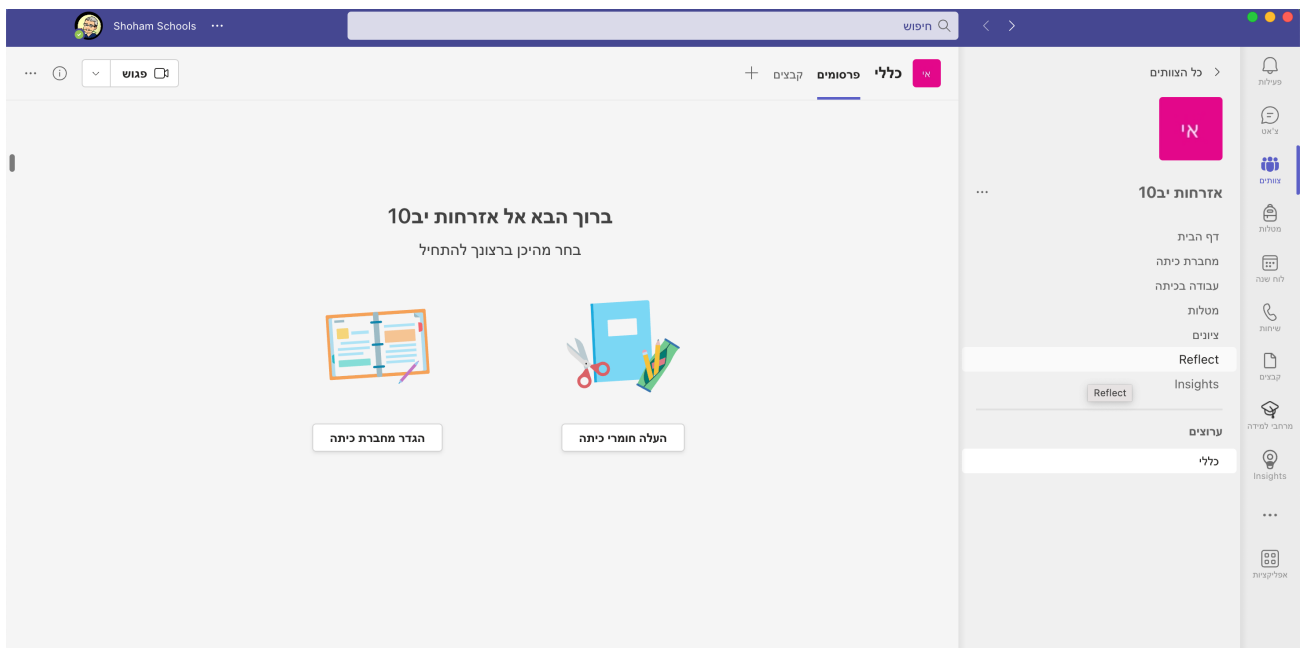 חיפוש
Shoham Schools
פעילות
צ'אט
צוותים
מטלות
לוח שנה
שיחות
קבצים
מרחבי למידה
Insights
אפליקציות
כל הצוותים
אי
אזרחות יב10
דף הבית
מחברת כיתה
עבודה בכיתה
מטלות
ציונים
Reflect
Insights
Reflect
ערוצים
כללי
אי כללי פרסומים קבצים
פגוש
ברוך הבא אל אזרחות יב10
בחר מהיכן ברצונך להתחיל
העלה חומרי כיתה
הגדר מחברת כיתה